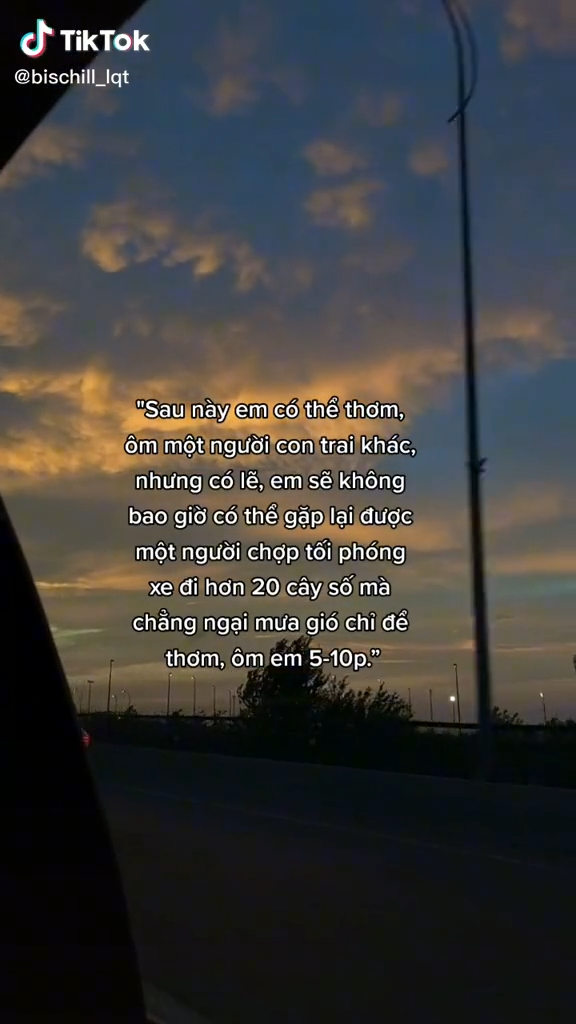 TikTok
@bischill_lqt
"Sau này em có thể thơm,
ôm một người con trai khác,
nhưng có lẽ, em sẽ không
bao giờ có thể gặp lại được
một người chợp tối phóng
xe đi hơn 20 cây số mà
chẳng ngại mưa gió chỉ để
thơm, ôm em 5-10p.”